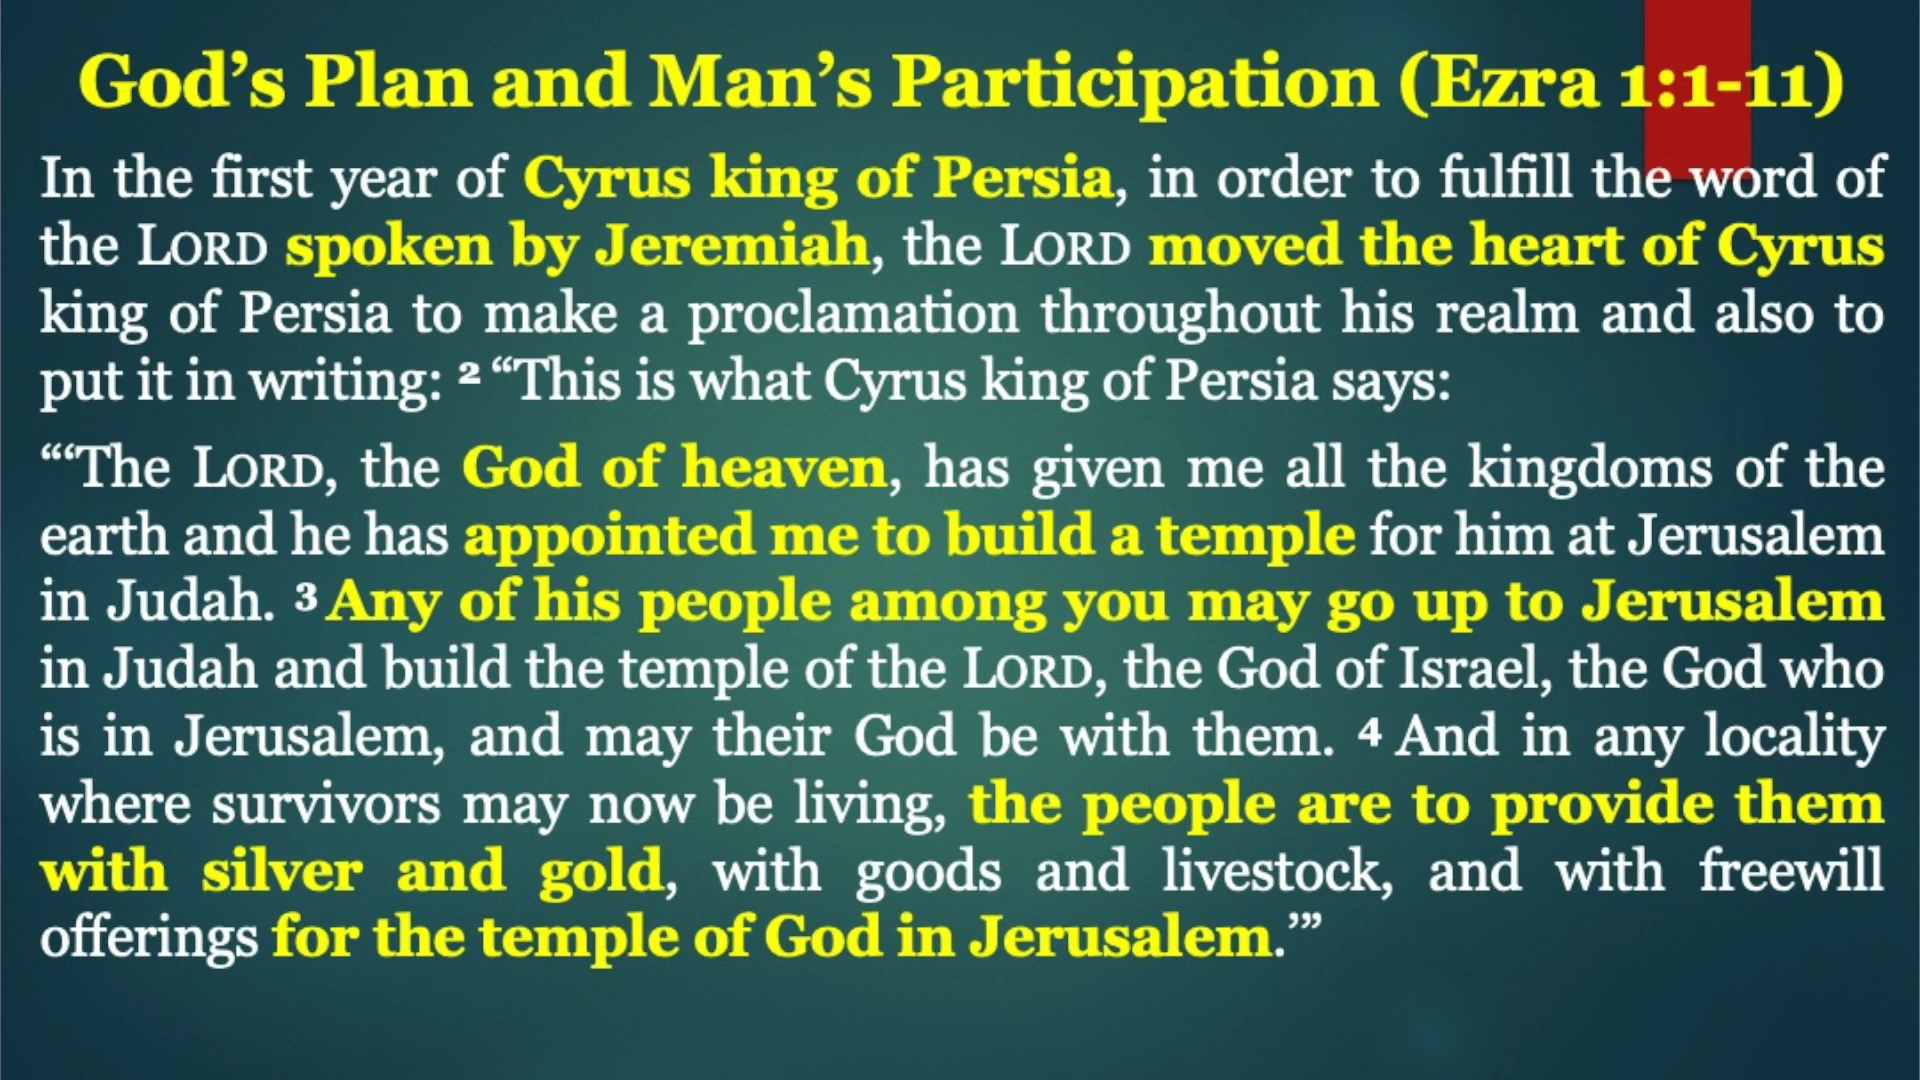 God’s Plan and Man’s Participation (Ezra 1:1-11)
In the first year of Cyrus king of Persia, in order to fulfill the word of
the LORD spoken by Jeremiah, the LORD moved the heart of Cyrus
king of Persia to make a proclamation throughout his realm and also to
put it in writing: ² “This is what Cyrus king of Persia says:
“‘The LORD, the God of heaven, has given me all the kingdoms of the
earth and he has appointed me to build a temple for him at Jerusalem
in Judah. ³ Any of his people among you may go up to Jerusalem
in Judah and build the temple of the LORD, the God of Israel, the God who
is in Jerusalem, and may their God be with them. ⁴ And in any locality
where survivors may now be living, the people are to provide them
with silver and gold, with goods and livestock, and with freewill
offerings for the temple of God in Jerusalem.’”